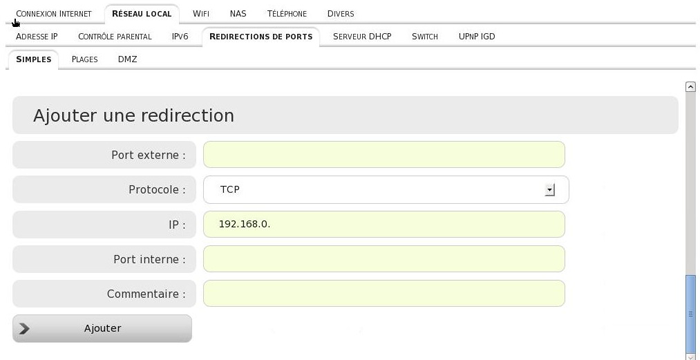 CONNEXION INTERNET RÉSEAU LOCAL WIFI NAS TÉLÉPHONE DIVERS
ADRESSE IP CONTRÔLE PARENTAL IPV6 REDIRECTIONS DE PORTS SERVEUR DHCP SWITCH UPNP IGD
SIMPLES PLAGES DMZ
Ajouter une redirection
Port externe :
Protocole : TCP
IP : 192.168.0.
Port interne :
Commentaire :
Ajouter